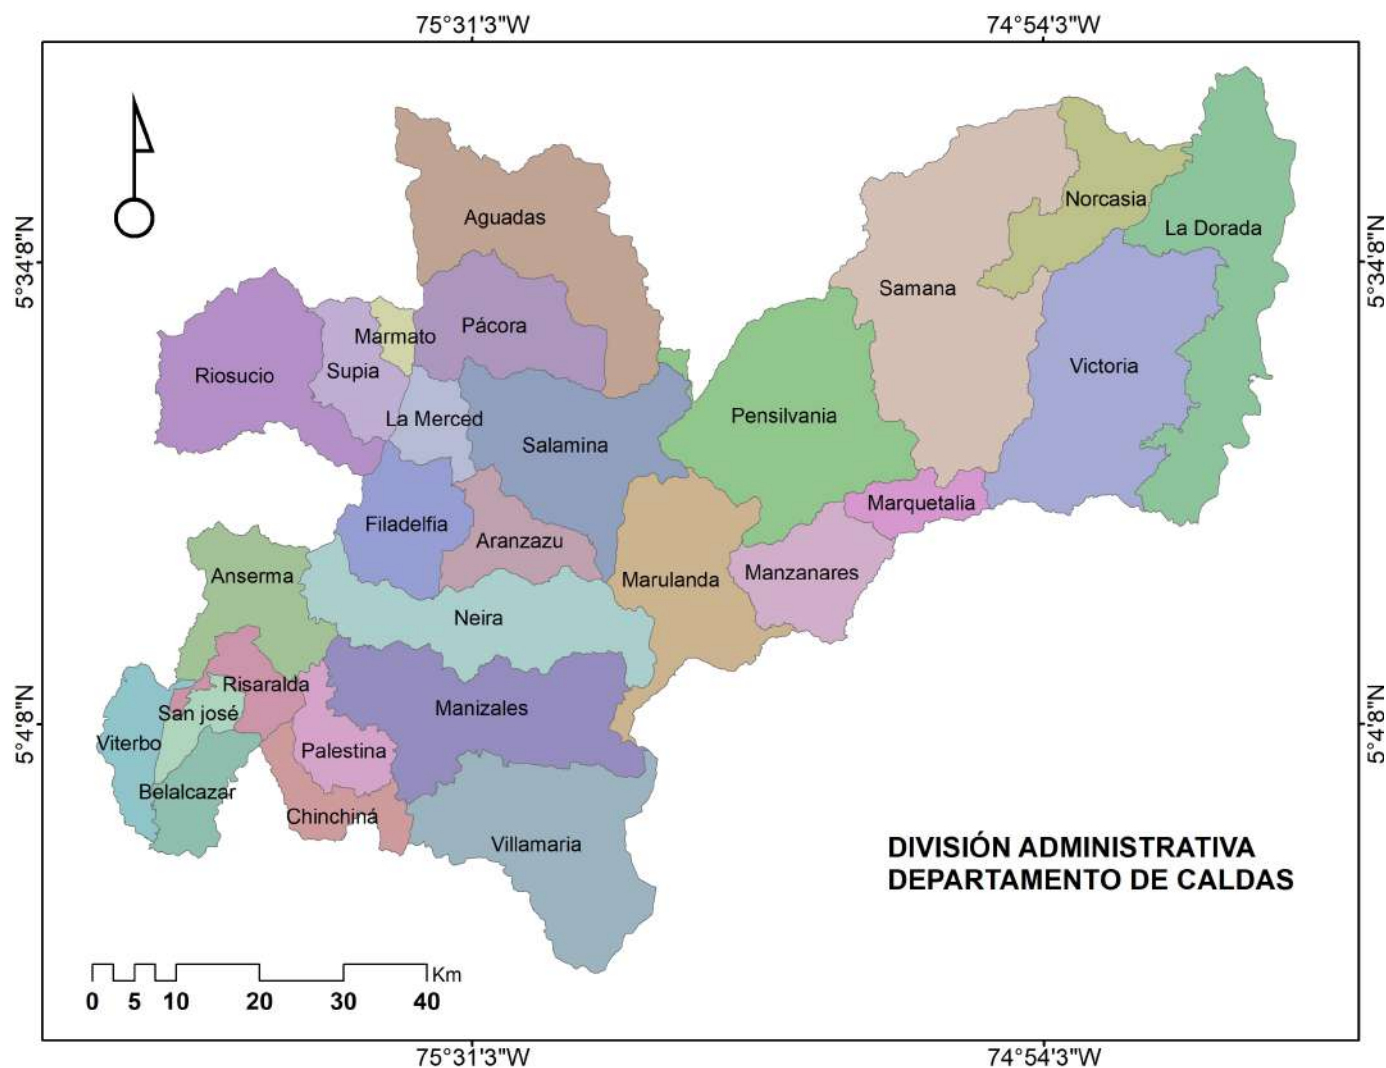 75°31'3"W
74°54'3"W
5°34'8"N
5°34'8"N
Aguadas
Norcasia
La Dorada
Samana
Pácora
Marmato
Riosucio
Supia
Victoria
La Merced
Pensilvania
Salamina
Marquetalia
Filadelfia
Aranzazu
Anserma
Marulanda
Manzanares
Neira
Risaralda
San josé
Manizales
5°4'8"N
5°4'8"N
Viterbo
Palestina
Belalcazar
Chinchiná
Villamaria
DIVISIÓN ADMINISTRATIVA
DEPARTAMENTO DE CALDAS
Km
0 5 10 20 30 40
75°31'3"W
74°54'3"W